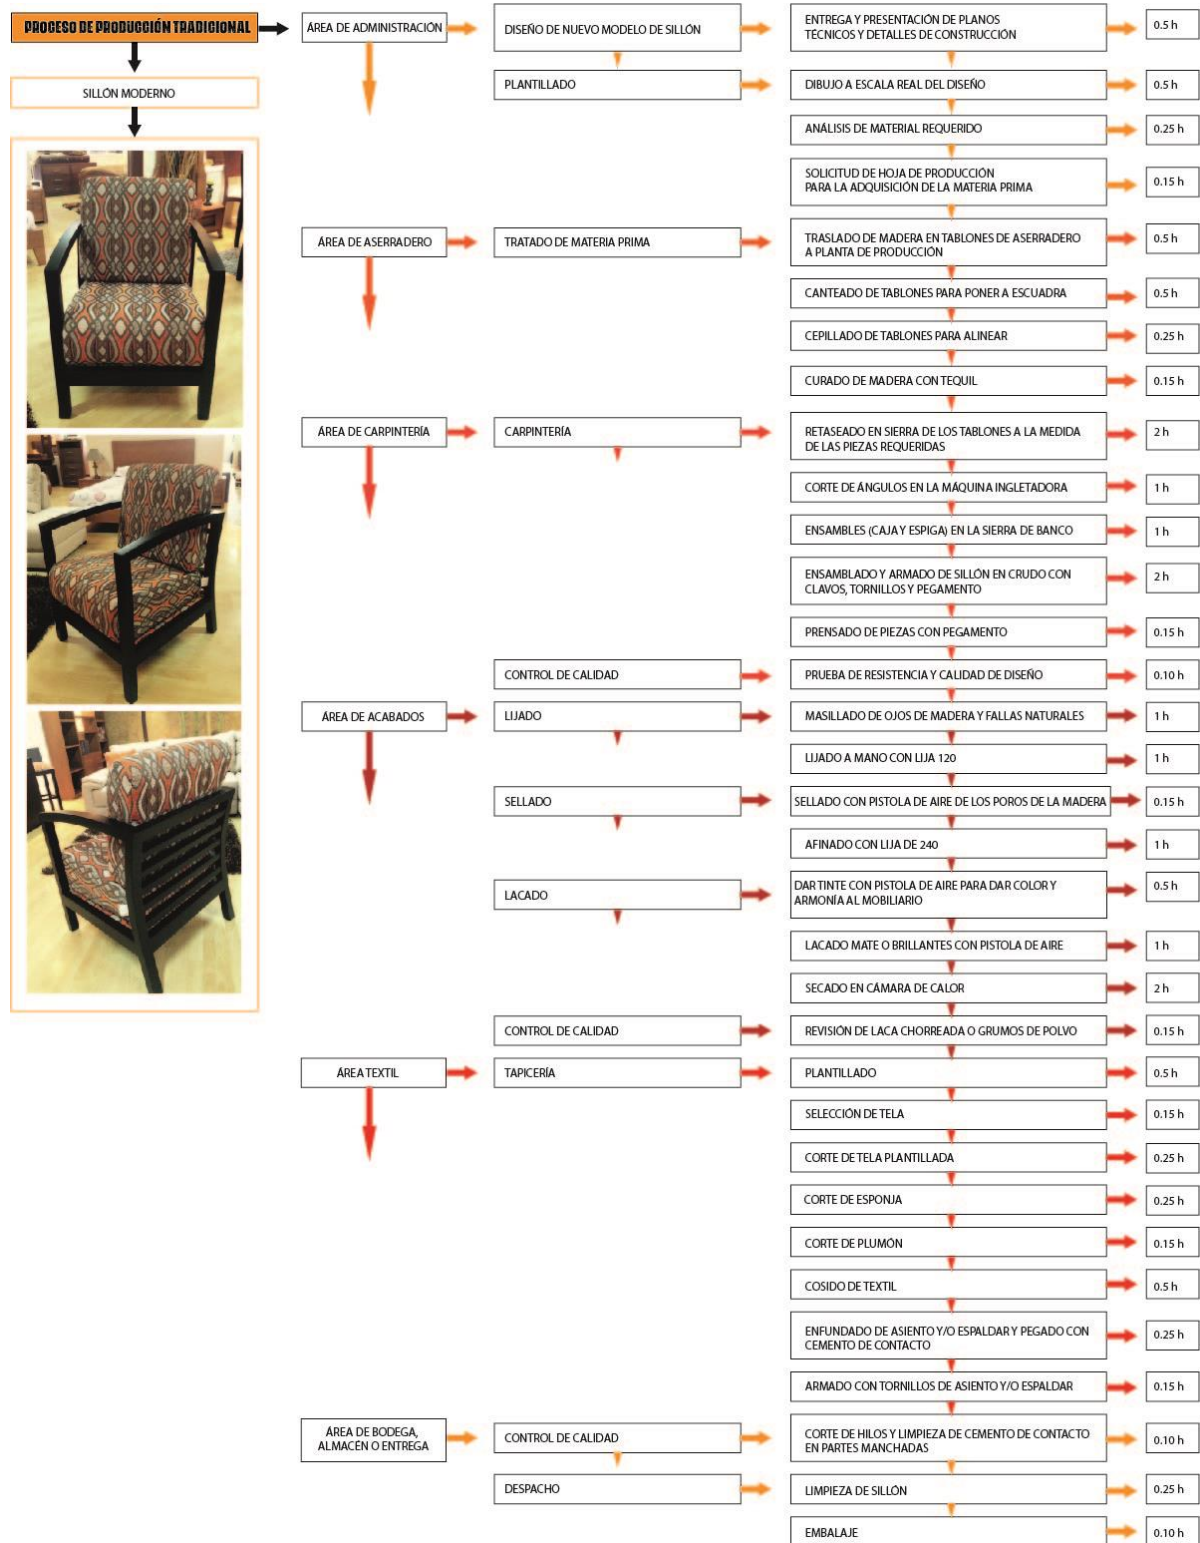 PROCESO DE PRODUCCIÓN TRADICIONAL
SILLÓN MODERNO
ÁREA DE ADMINISTRACIÓN
DISEÑO DE NUEVO MODELO DE SILLÓN
ENTREGA Y PRESENTACIÓN DE PLANOS
TÉCNICOS Y DETALLES DE CONSTRUCCIÓN
0.5 h
PLANTILLADO
DIBUJO A ESCALA REAL DEL DISEÑO
0.5 h
ANÁLISIS DE MATERIAL REQUERIDO
0.25 h
SOLICITUD DE HOJA DE PRODUCCIÓN
PARA LA ADQUISICIÓN DE LA MATERIA PRIMA
0.15 h
ÁREA DE ASERRADERO
TRATADO DE MATERIA PRIMA
TRASLADO DE MADERA EN TABLONES DE ASERRADERO
A PLANTA DE PRODUCCIÓN
0.5 h
CANTEADO DE TABLONES PARA PONER A ESCUADRA
0.5 h
CEPILLADO DE TABLONES PARA ALINEAR
0.25 h
CURADO DE MADERA CON TEQUIL
0.15 h
ÁREA DE CARPINTERÍA
CARPINTERÍA
RETASEADO EN SIERRA DE LOS TABLONES A LA MEDIDA
DE LAS PIEZAS REQUERIDAS
2 h
CORTE DE ÁNGULOS EN LA MÁQUINA INGLETADORA
1 h
ENSAMBLES (CAJA Y ESPIGA) EN LA SIERRA DE BANCO
1 h
ENSAMBLADO Y ARMADO DE SILLÓN EN CRUDO CON
CLAVOS, TORNILLOS Y PEGAMENTO
2 h
PRENSADO DE PIEZAS CON PEGAMENTO
0.15 h
CONTROL DE CALIDAD
PRUEBA DE RESISTENCIA Y CALIDAD DE DISEÑO
0.10 h
ÁREA DE ACABADOS
LIJADO
MASILLADO DE OJOS DE MADERA Y FALLAS NATURALES
1 h
LIJADO A MANO CON LIJA 120
1 h
SELLADO
SELLADO CON PISTOLA DE AIRE DE LOS POROS DE LA MADERA
0.15 h
AFINADO CON LIJA DE 240
1 h
LACADO
DAR TINTE CON PISTOLA DE AIRE PARA DAR COLOR Y
ARMONÍA AL MOBILIARIO
0.5 h
LACADO MATE O BRILLANTES CON PISTOLA DE AIRE
1 h
SECADO EN CÁMARA DE CALOR
2 h
CONTROL DE CALIDAD
REVISIÓN DE LACA CHORREADA O GRUMOS DE POLVO
0.15 h
ÁREA TEXTIL
TAPICERÍA
PLANTILLADO
0.5 h
SELECCIÓN DE TELA
0.15 h
CORTE DE TELA PLANTILLADA
0.25 h
CORTE DE ESPONJA
0.25 h
CORTE DE PLUMÓN
0.15 h
COSIDO DE TEXTIL
0.5 h
ENFUNDADO DE ASIENTO Y/O ESPALDAR Y PEGADO CON
CEMENTO DE CONTACTO
0.25 h
ARMADO CON TORNILLOS DE ASIENTO Y/O ESPALDAR
0.15 h
ÁREA DE BODEGA,
ALMACÉN O ENTREGA
CONTROL DE CALIDAD
CORTE DE HILOS Y LIMPIEZA DE CEMENTO DE CONTACTO
EN PARTES MANCHADAS
0.10 h
DESPACHO
LIMPIEZA DE SILLÓN
0.25 h
EMBALAJE
0.10 h